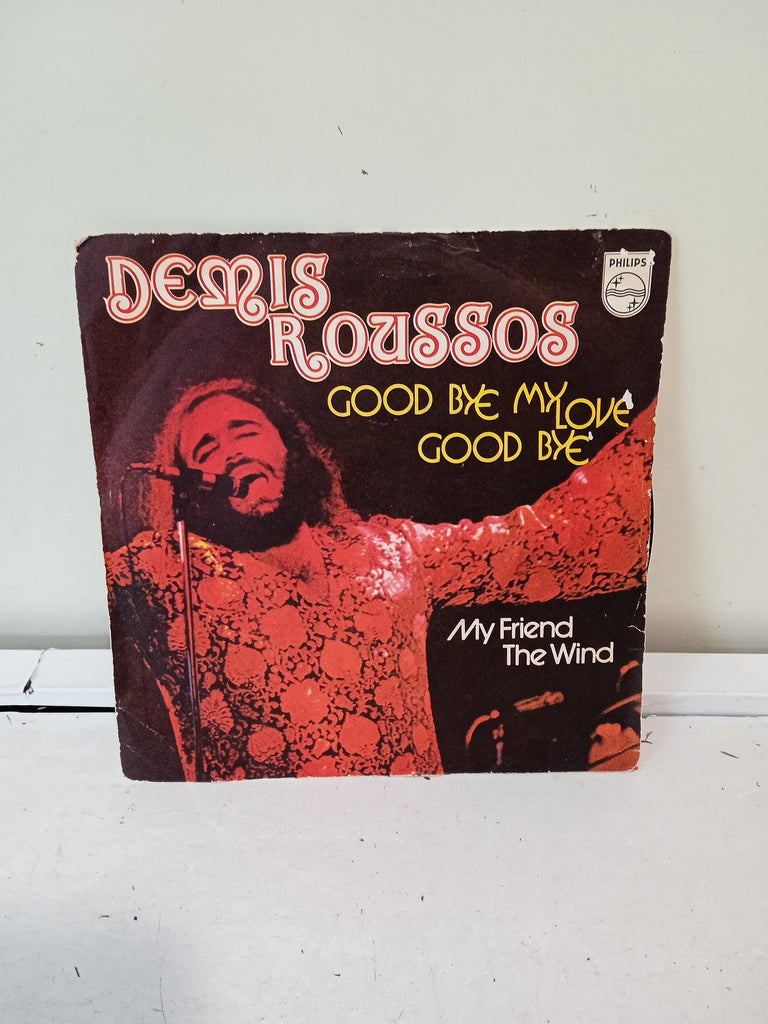 DEMIS
ROUSSOS
PHILIPS
GOOD BYE MY LOVE
GOOD BYE
My Friend
The Wind